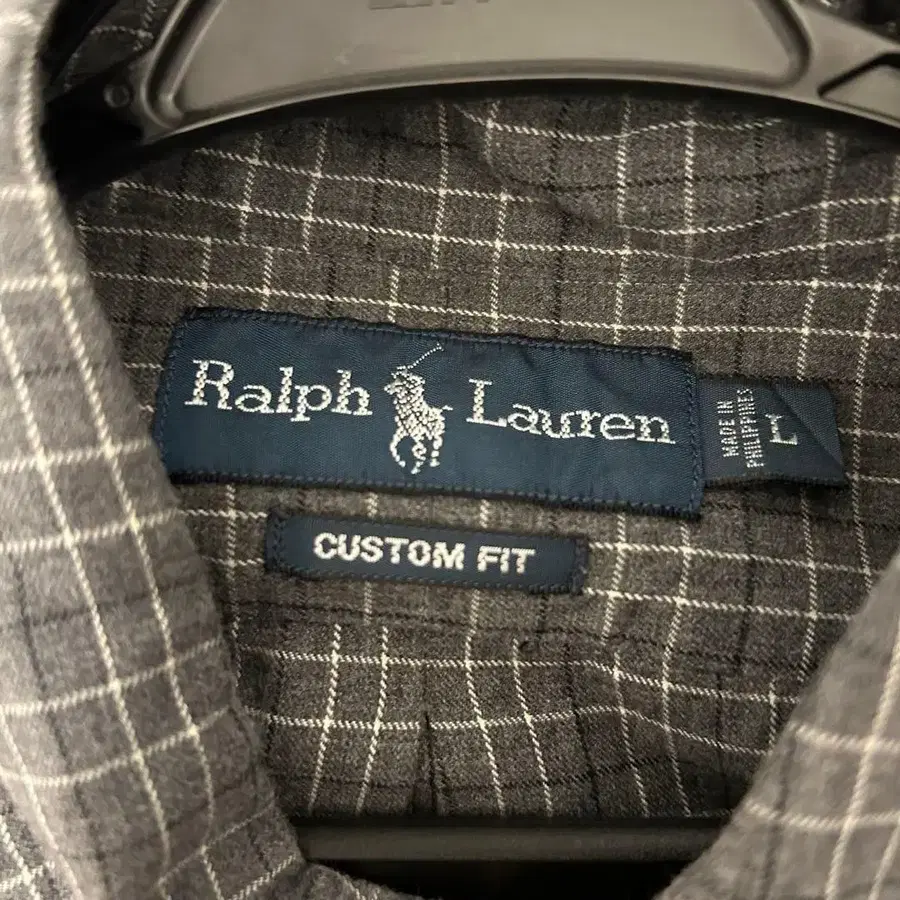 Ralph Lauren
MADE IN
PHILIPPINES
L
CUSTOM FIT